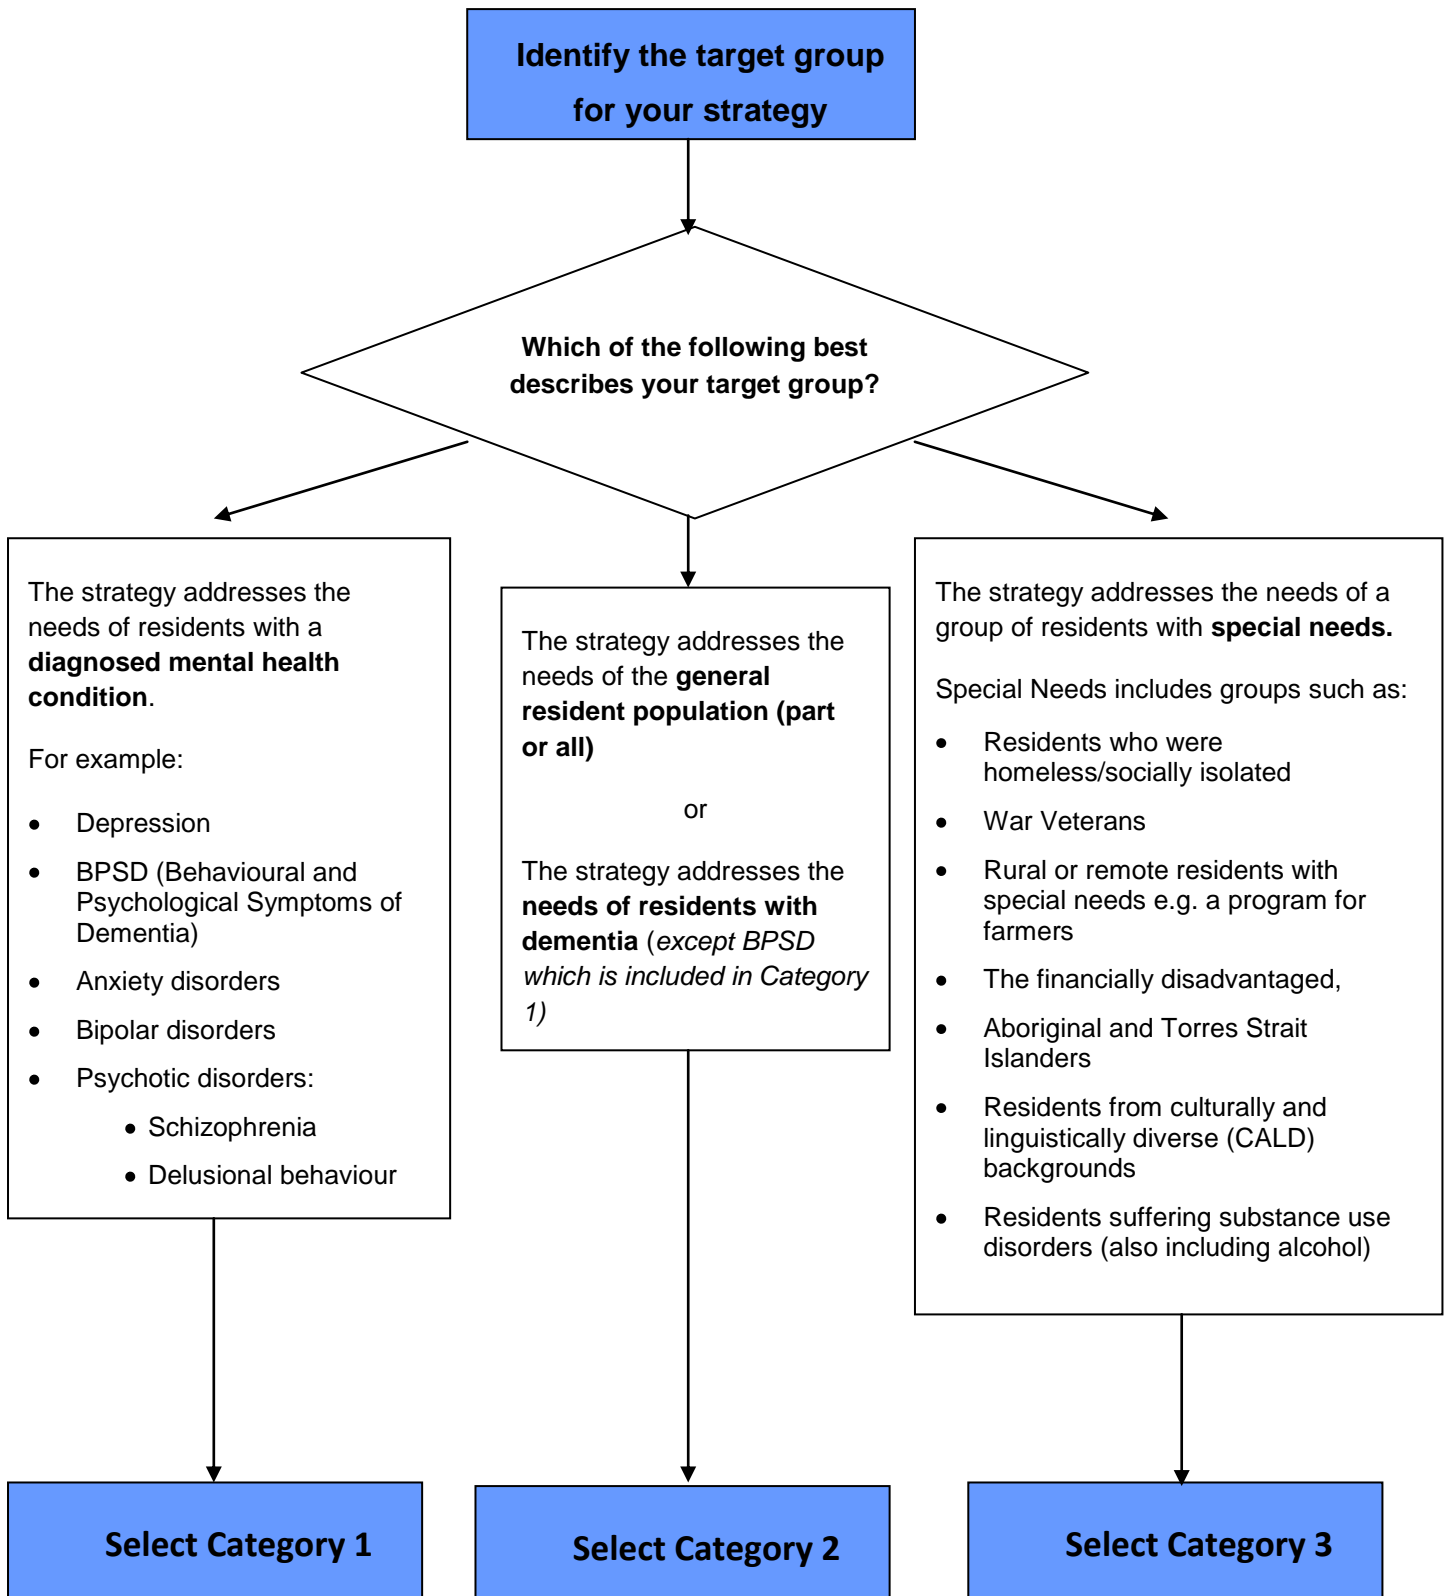 Identify the target group
for your strategy
Which of the following best
describes your target group?
The strategy addresses the
needs of residents with a
diagnosed mental health
condition.
For example:
• Depression
• BPSD (Behavioural and
Psychological Symptoms of
Dementia)
• Anxiety disorders
• Bipolar disorders
• Psychotic disorders:
• Schizophrenia
• Delusional behaviour
The strategy addresses the
needs of the general
resident population (part
or all)
or
The strategy addresses the
needs of residents with
dementia (except BPSD
which is included in Category
1)
The strategy addresses the needs of a
group of residents with special needs.
Special Needs includes groups such as:
• Residents who were
homeless/socially isolated
• War Veterans
• Rural or remote residents with
special needs e.g. a program for
farmers
• The financially disadvantaged,
• Aboriginal and Torres Strait
Islanders
• Residents from culturally and
linguistically diverse (CALD)
backgrounds
• Residents suffering substance use
disorders (also including alcohol)
Select Category 1
Select Category 2
Select Category 3